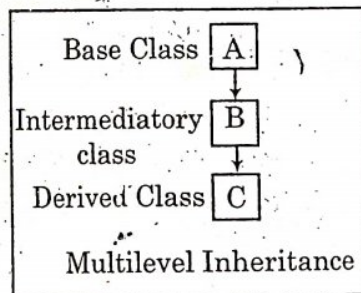 Base Class A
Intermediatory B
class
Derived Class C
Multilevel Inheritance